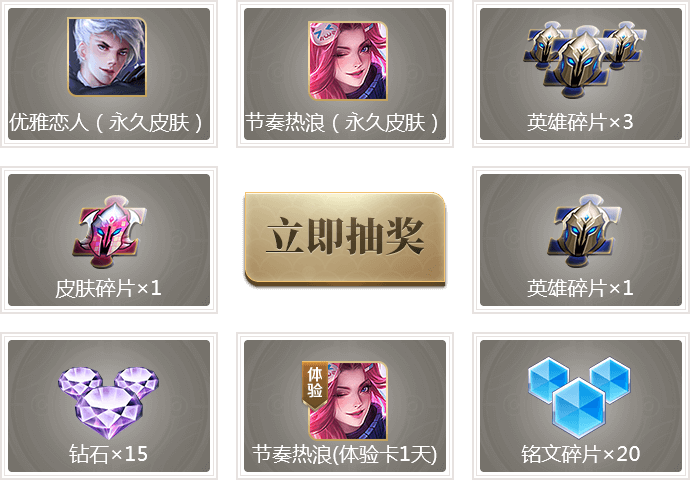 优雅恋人（永久皮肤）
节奏热浪（永久皮肤）
英雄碎片×3
皮肤碎片×1
立即抽奖
英雄碎片×1
钻石×15
体验
节奏热浪(体验卡1天)
铭文碎片×20